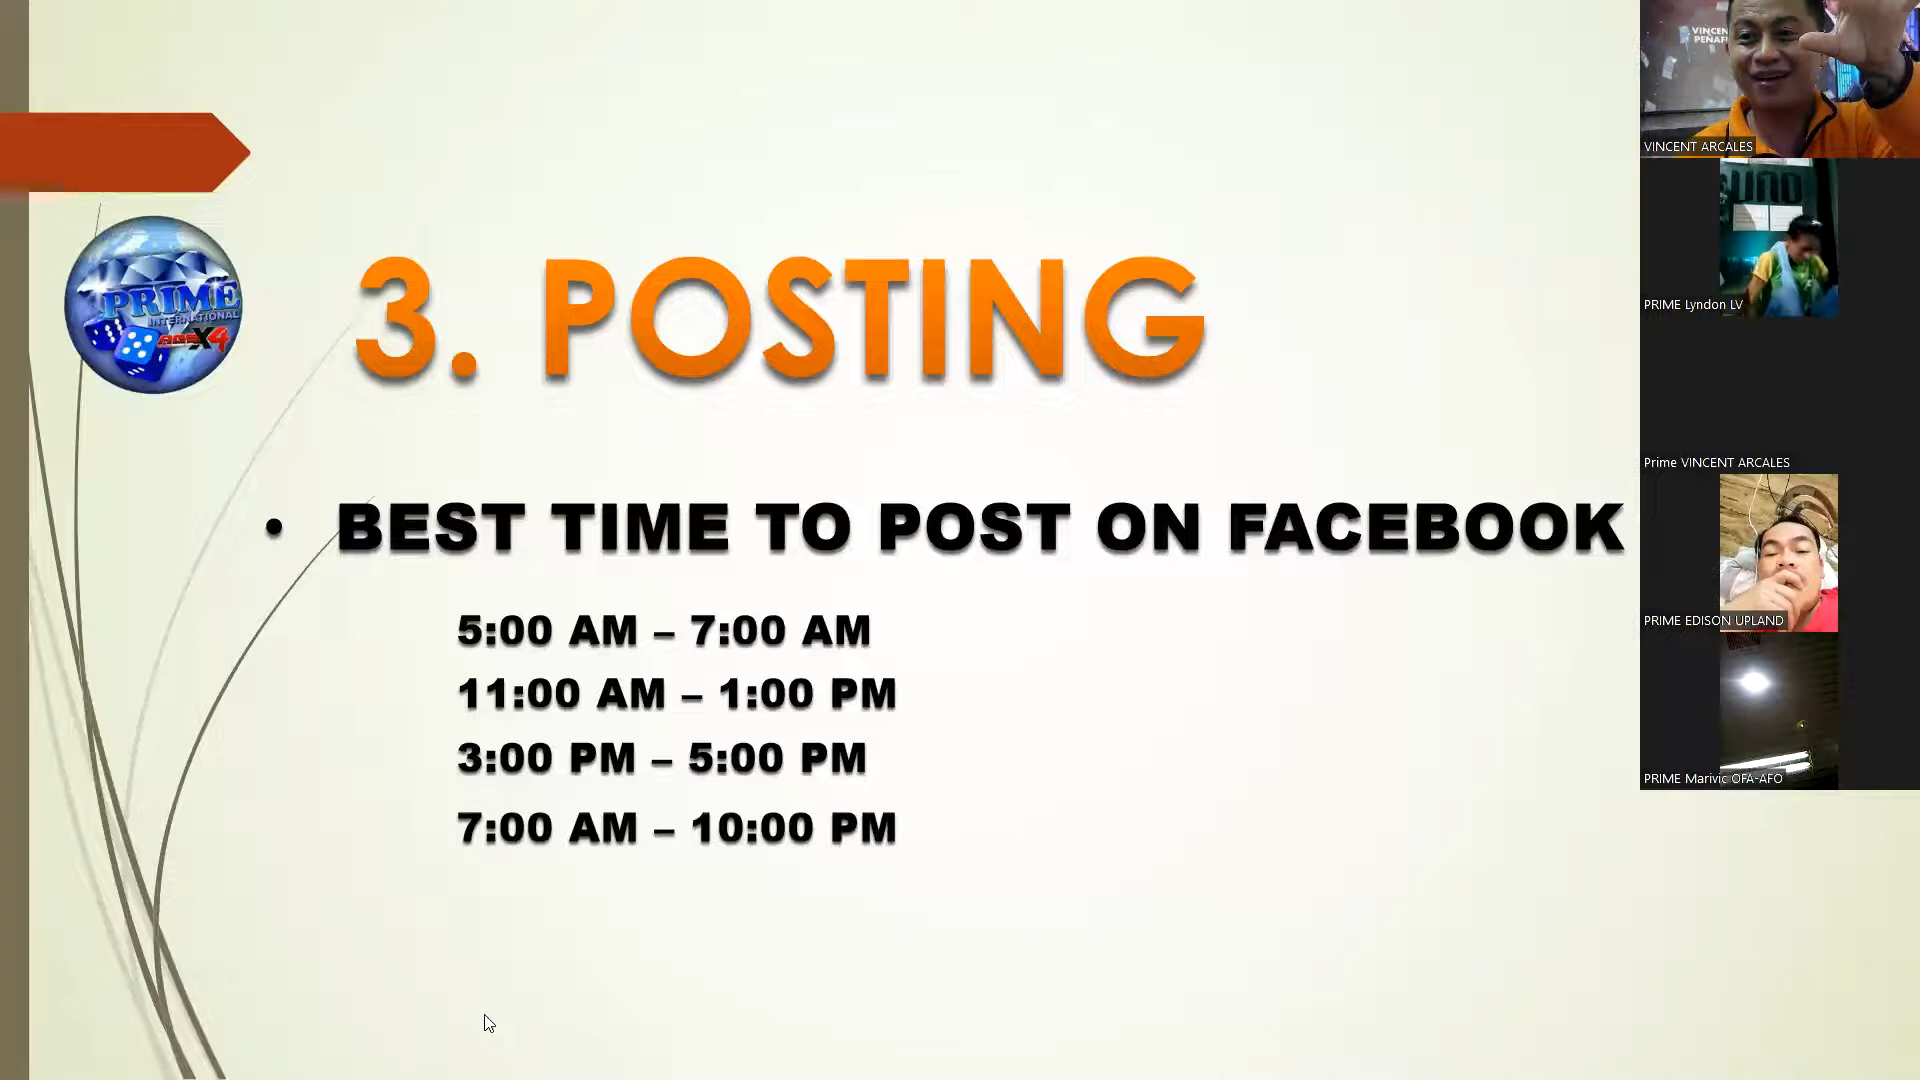 PRIME
INTERNATIONAL
X4
3. POSTING
• BEST TIME TO POST ON FACEBOOK
5:00 AM – 7:00 AM
11:00 AM – 1:00 PM
3:00 PM – 5:00 PM
7:00 AM – 10:00 PM
VINCENT ARCALES
PRIME Lyndon LV
Prime VINCENT ARCALES
PRIME EDISON UPLAND
PRIME Marivic OFA-AFO